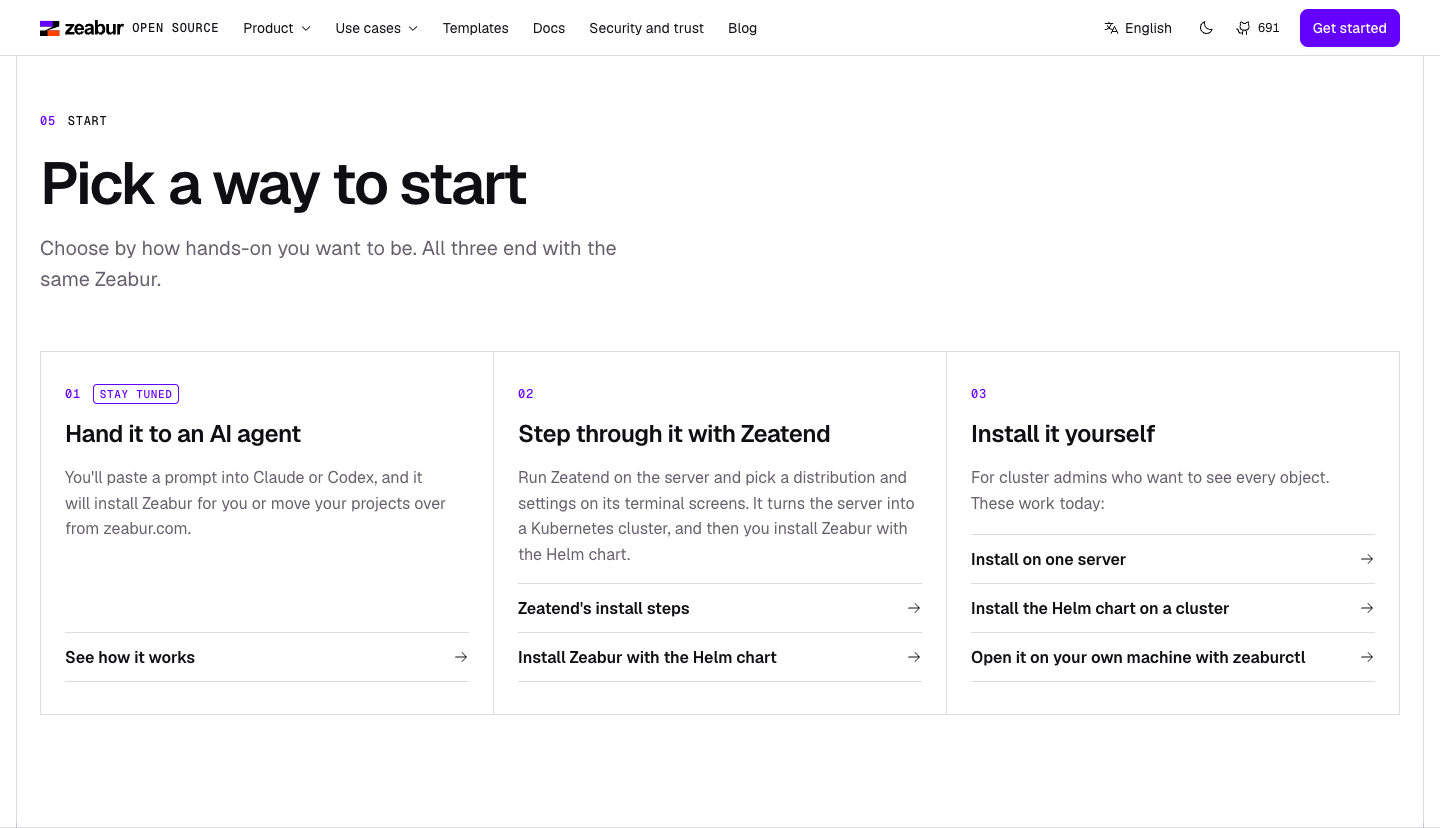 zeabur OPEN SOURCE Product Use cases Templates Docs Security and trust Blog English 691 Get started
05 START
Pick a way to start
Choose by how hands-on you want to be. All three end with the
same Zeabur.
01 STAY TUNED
Hand it to an AI agent
You'll paste a prompt into Claude or Codex, and it
will install Zeabur for you or move your projects over
from zeabur.com.
See how it works
02
Step through it with Zeatend
Run Zeatend on the server and pick a distribution and
settings on its terminal screens. It turns the server into
a Kubernetes cluster, and then you install Zeabur with
the Helm chart.
Zeatend's install steps
Install Zeabur with the Helm chart
03
Install it yourself
For cluster admins who want to see every object.
These work today:
Install on one server
Install the Helm chart on a cluster
Open it on your own machine with zeaburctl